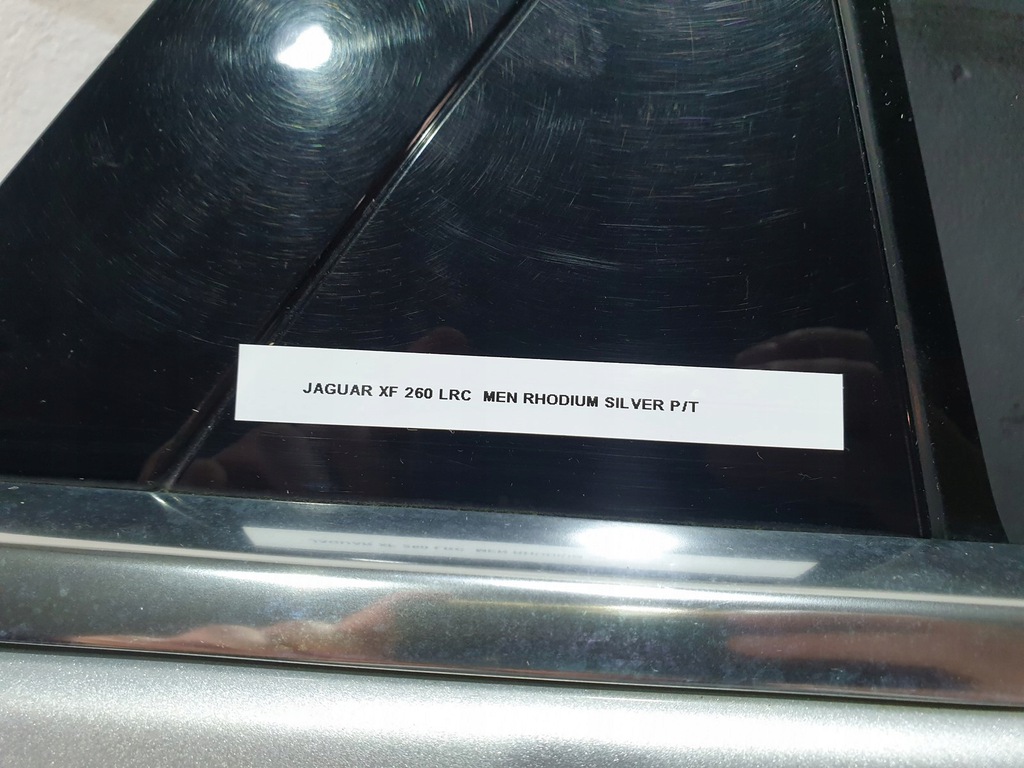 JAGUAR XF 260 LRC  MEN RHODIUM SILVER P/T